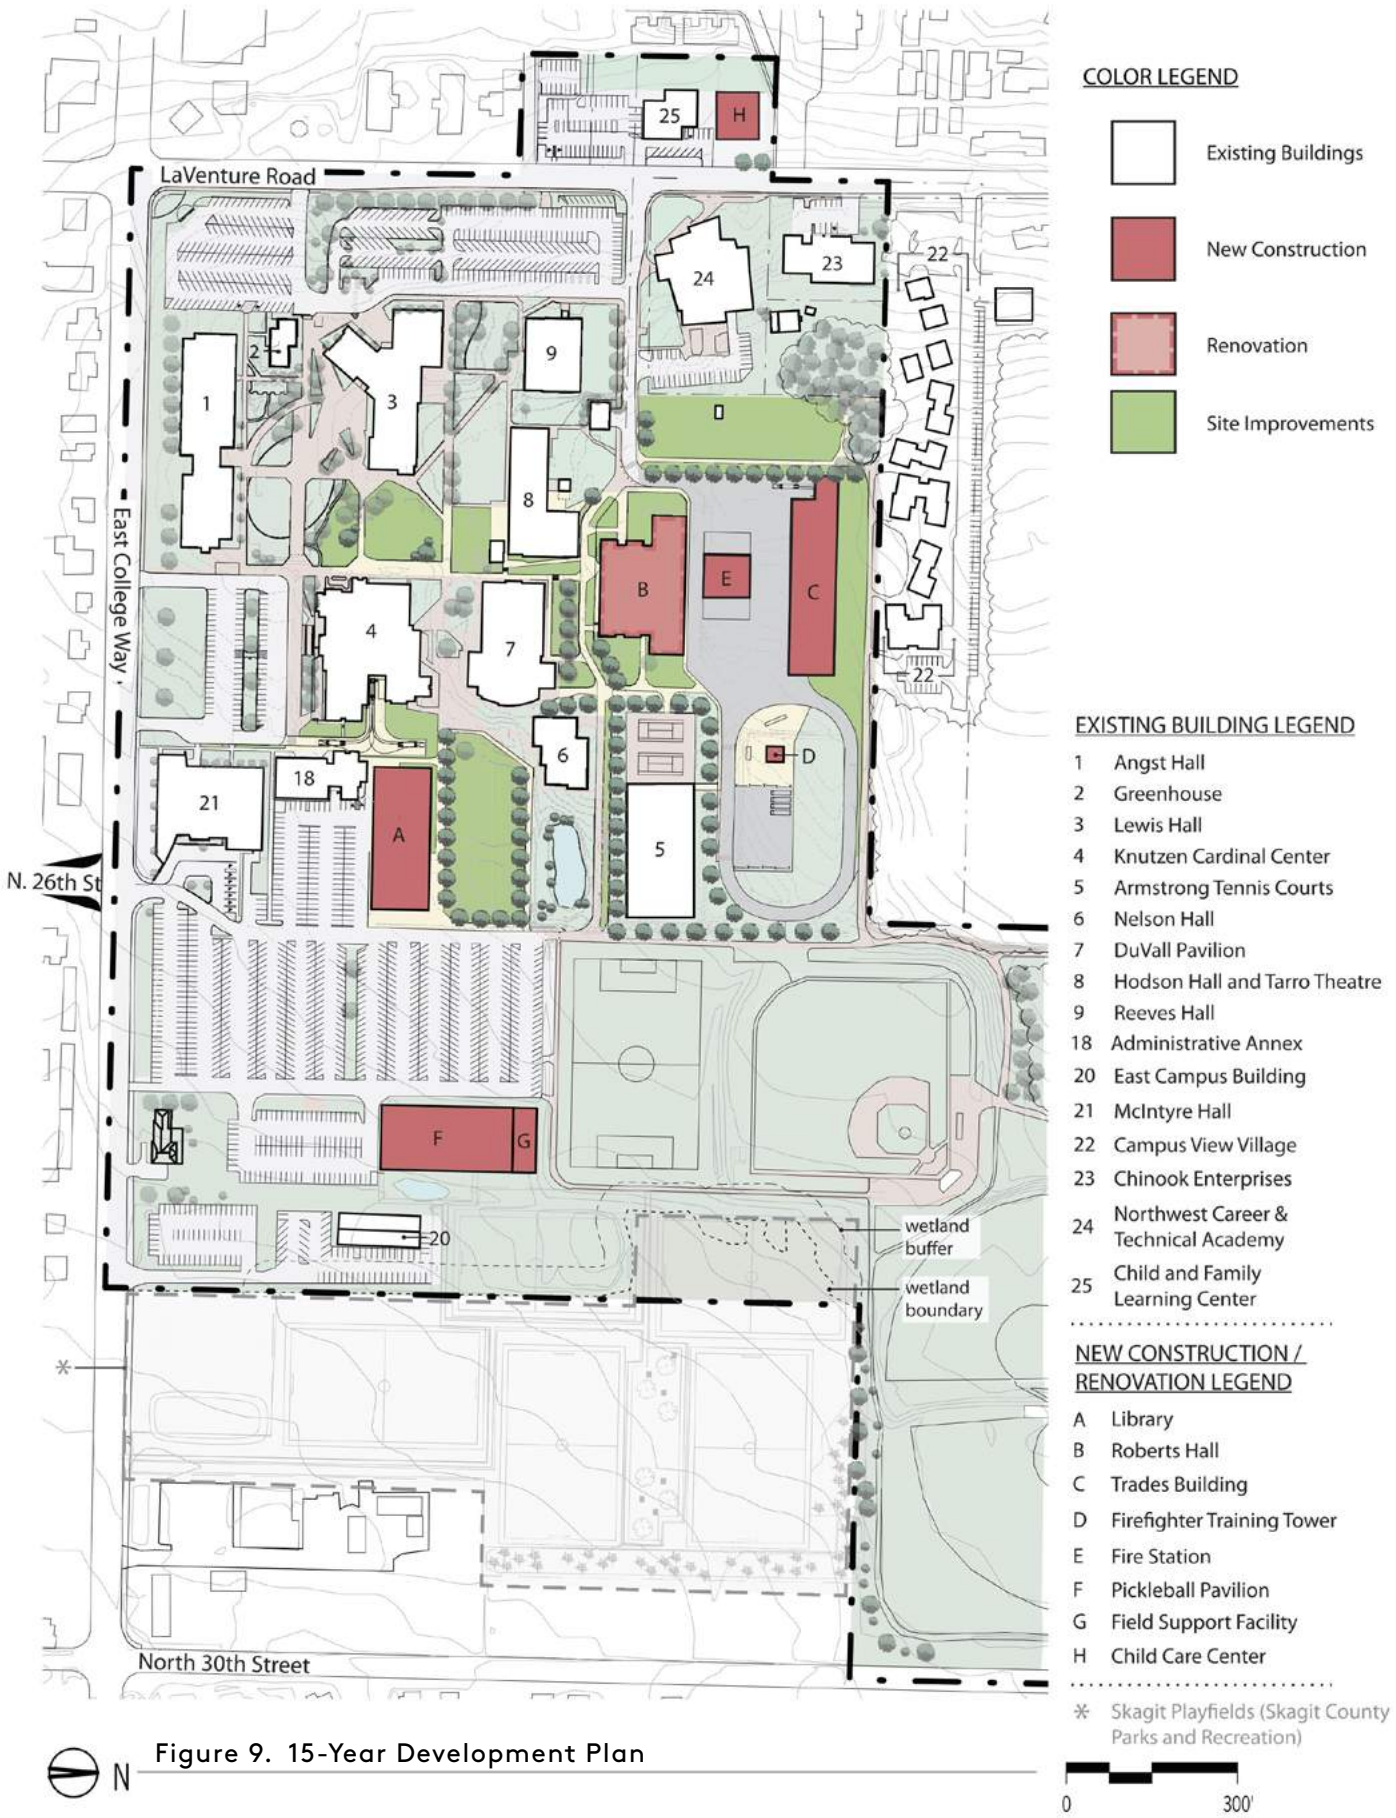 25
H
LaVenture Road
22
24
23
2
9
1
3
8
B
E
C
East College Way
4
7
6
D
18
21
A
5
N. 26th St
F
G
20
wetland
buffer
wetland
boundary
*
22
North 30th Street
COLOR LEGEND
Existing Buildings
New Construction
Renovation
Site Improvements
EXISTING BUILDING LEGEND
1 Angst Hall
2 Greenhouse
3 Lewis Hall
4 Knutzen Cardinal Center
5 Armstrong Tennis Courts
6 Nelson Hall
7 DuVall Pavilion
8 Hodson Hall and Tarro Theatre
9 Reeves Hall
18 Administrative Annex
20 East Campus Building
21 McIntyre Hall
22 Campus View Village
23 Chinook Enterprises
24 Northwest Career &
Technical Academy
25 Child and Family
Learning Center
NEW CONSTRUCTION /
RENOVATION LEGEND
A Library
B Roberts Hall
C Trades Building
D Firefighter Training Tower
E Fire Station
F Pickleball Pavilion
G Field Support Facility
H Child Care Center
* Skagit Playfields (Skagit County
Parks and Recreation)
0 300'
N
Figure 9. 15-Year Development Plan